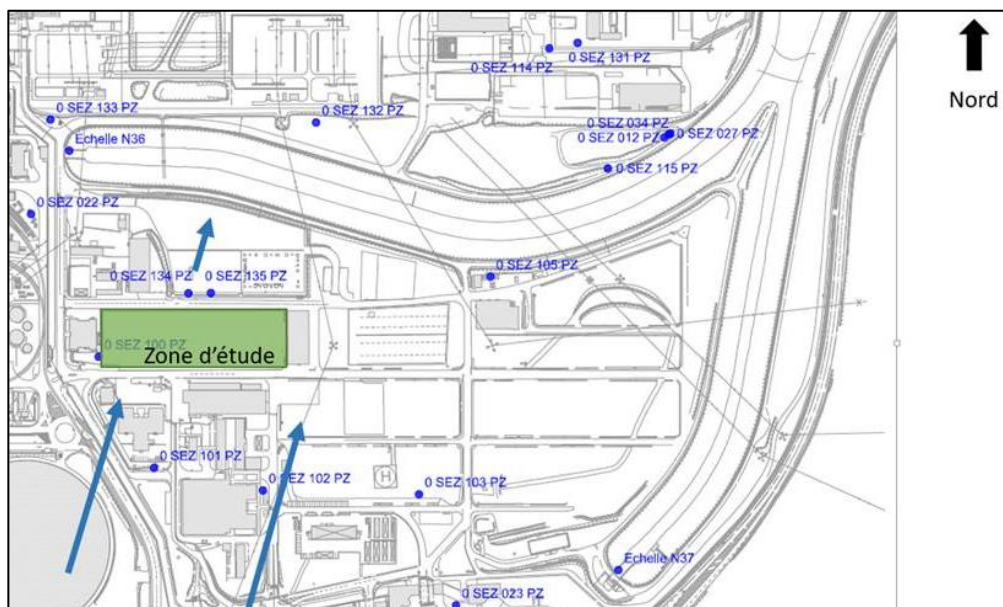 0 SEZ 114 PZ
0 SEZ 131 PZ
Nord
0 SEZ 133 PZ
0 SEZ 132 PZ
0 SEZ 034 PZ
0 SEZ 012 PZ
0 SEZ 027 PZ
Echelle N36
0 SEZ 115 PZ
0 SEZ 022 PZ
0 SEZ 134 PZ
0 SEZ 135 PZ
0 SEZ 105 PZ
0 SEZ 100 PZ
Zone d'étude
0 SEZ 101 PZ
0 SEZ 102 PZ
H
0 SEZ 103 PZ
Echelle N37
0 SEZ 023 PZ